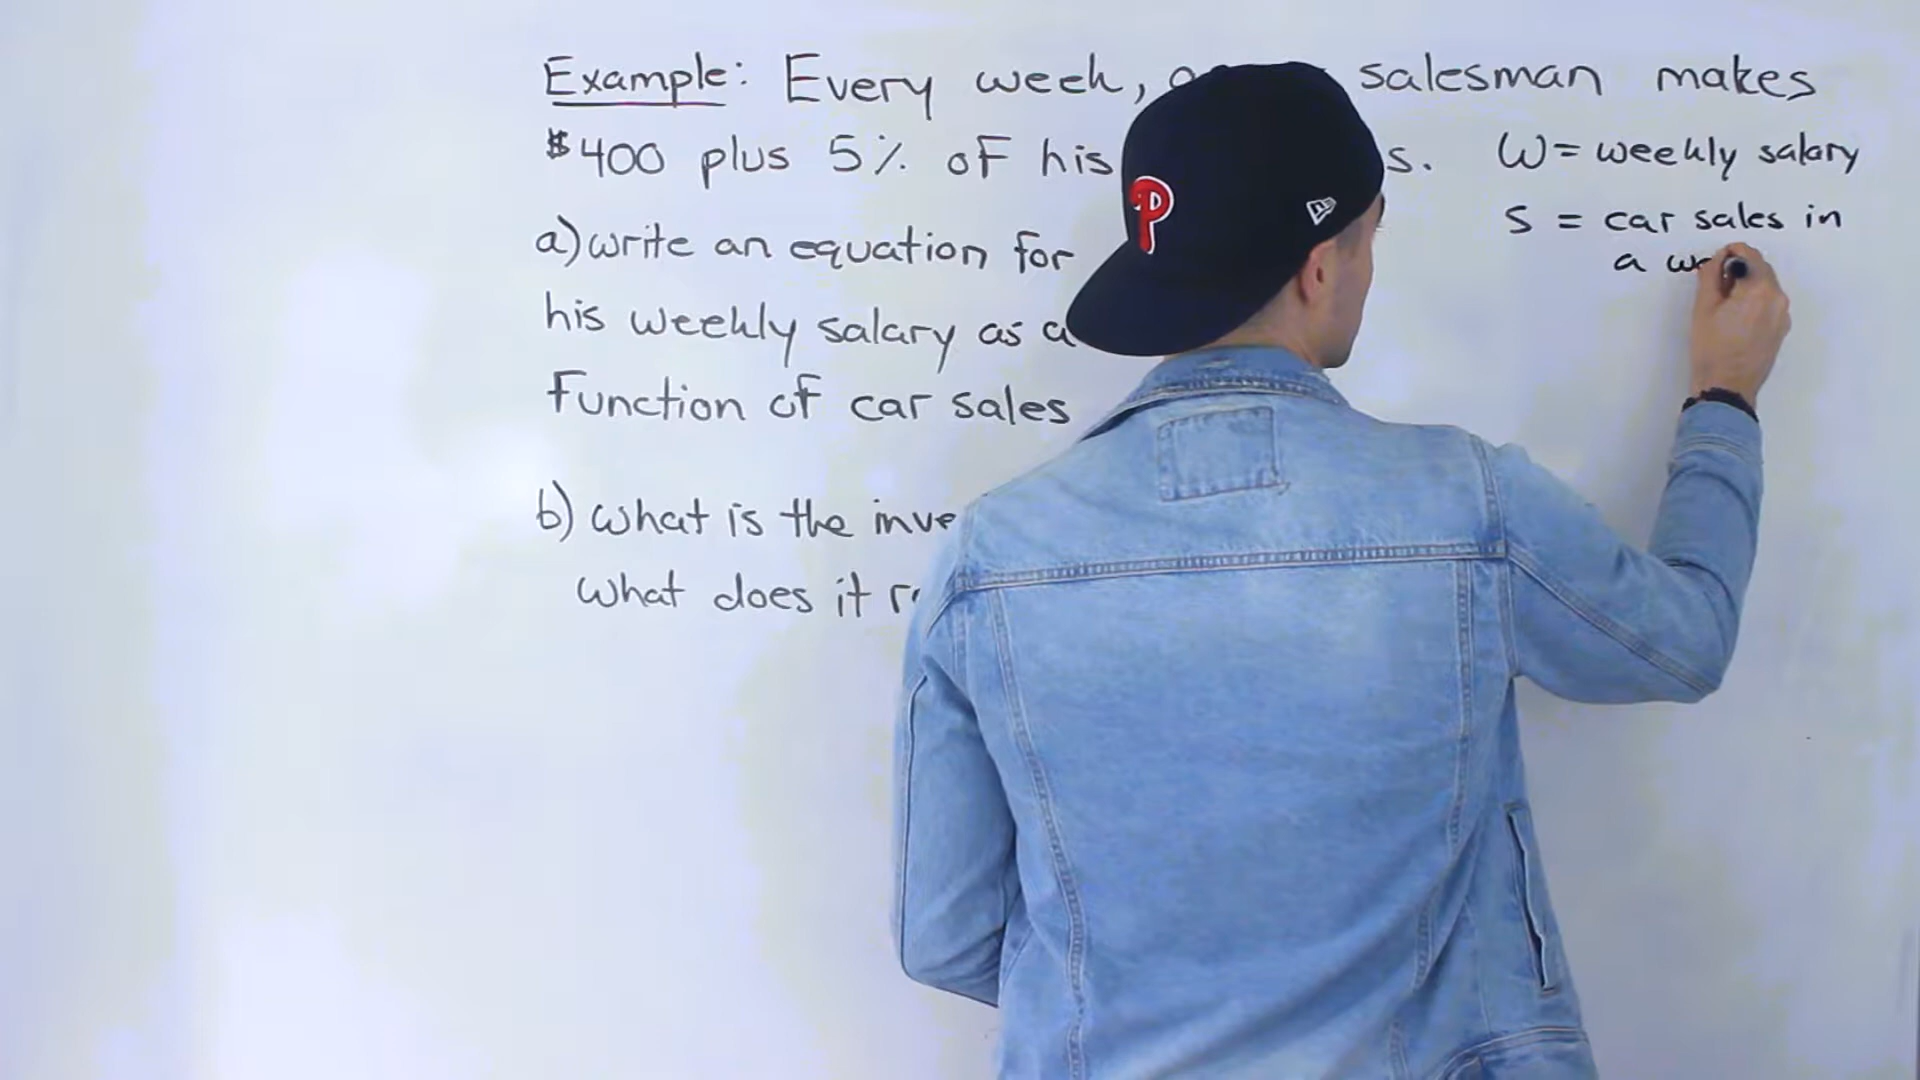 Example: Every week, salesman makes
$400 plus 5% of his
a) write an equation for
his weekly salary as a
function of car sales
b) what is the
what does it
W = weekly salary
S = car sales in
a
P